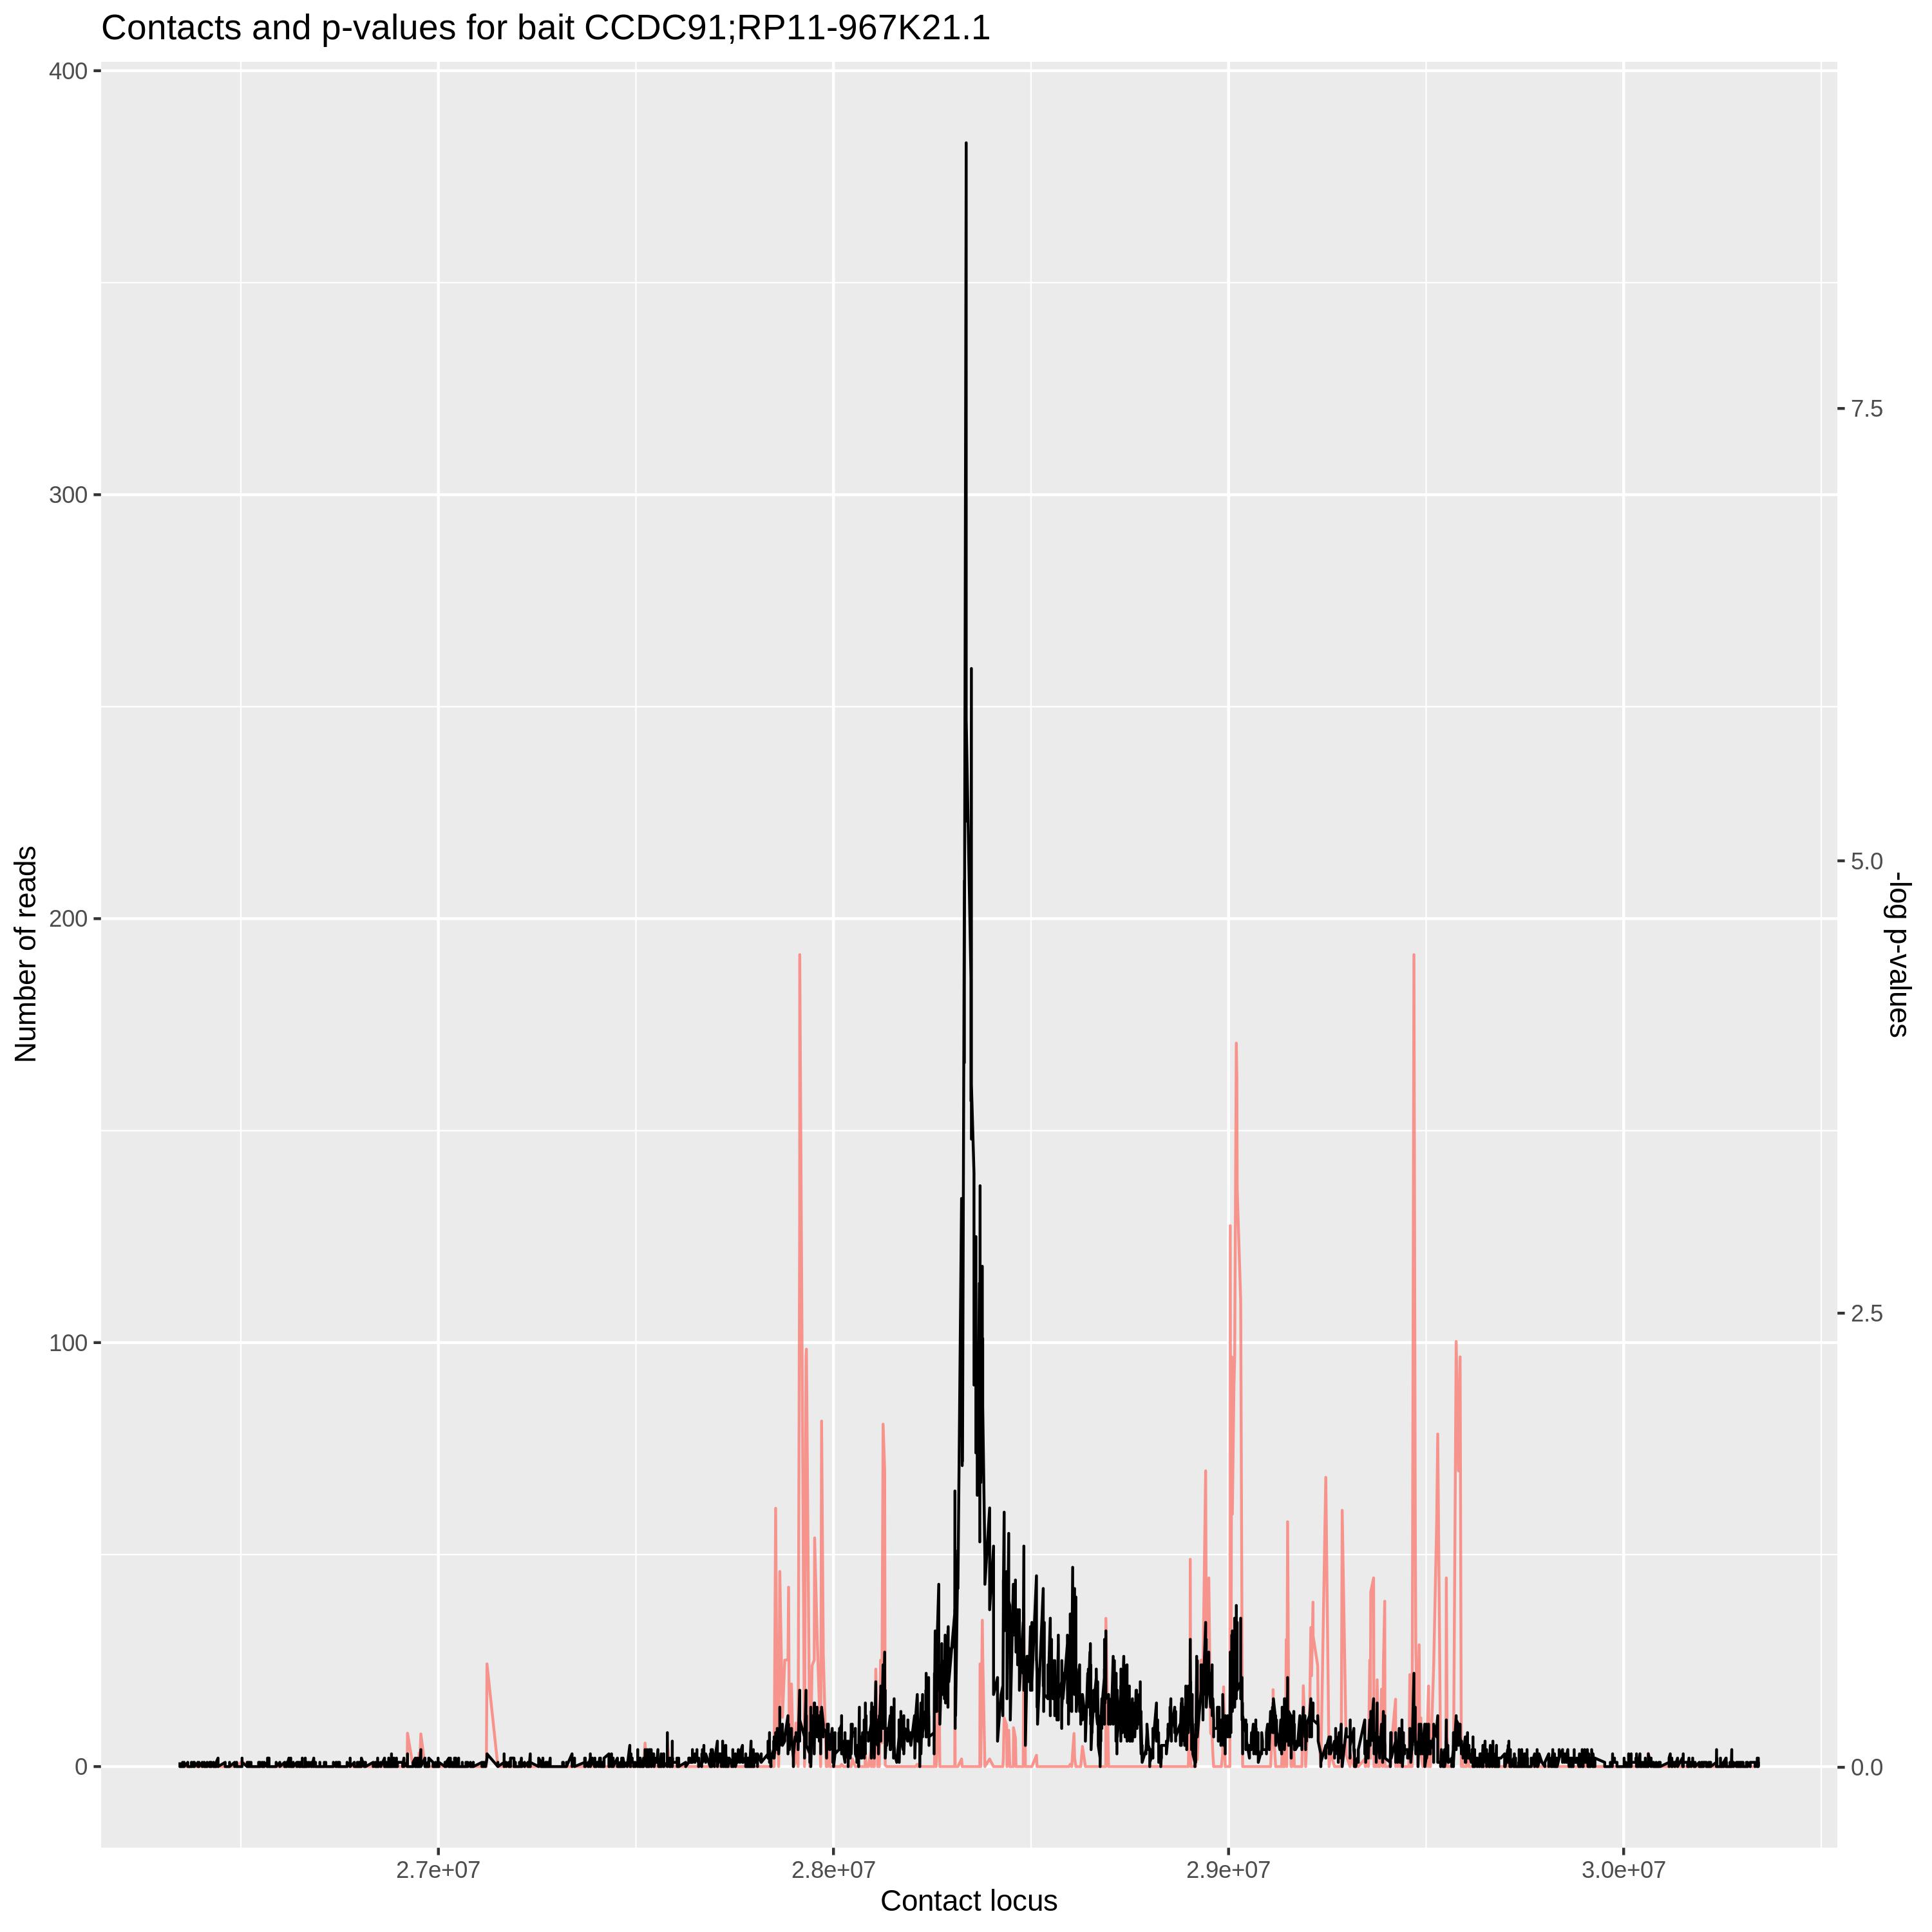 Contacts and p-values for bait CCDC91;RP11-967K21.1
400
300
200
100
0
Number of reads
7.5
5.0
2.5
0.0
-log p-values
2.7e+07
2.8e+07
2.9e+07
3.0e+07
Contact locus